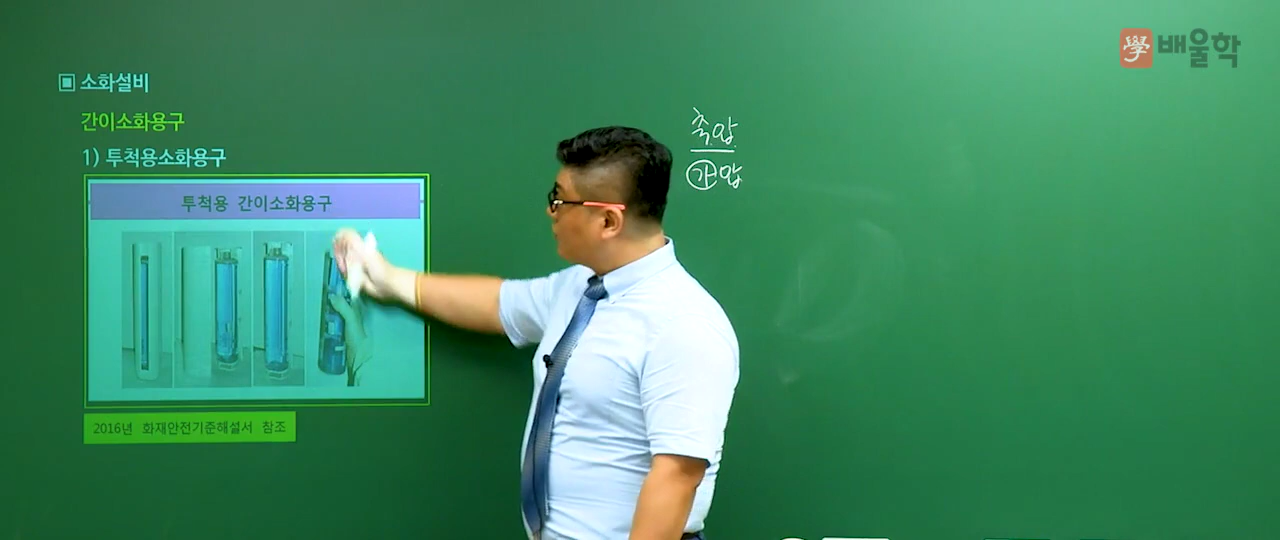 學 배울학
▣ 소화설비
간이소화용구
1) 투척용소화용구
투척용 간이소화용구
2016년 화재안전기준해설서 참조
축압
가압